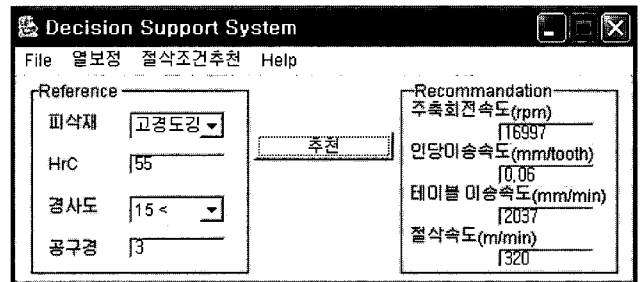 Decision Support System
File 열보정 절삭조건추천 Help
Reference
피삭재 고경도강
HrC 55
경사도 15 <
공구경 3
추천
Recommandation
주축회전속도(rpm)
16997
인당이송속도(mm/tooth)
0.06
테이블 이송속도(mm/min)
2037
절삭속도(m/min)
320